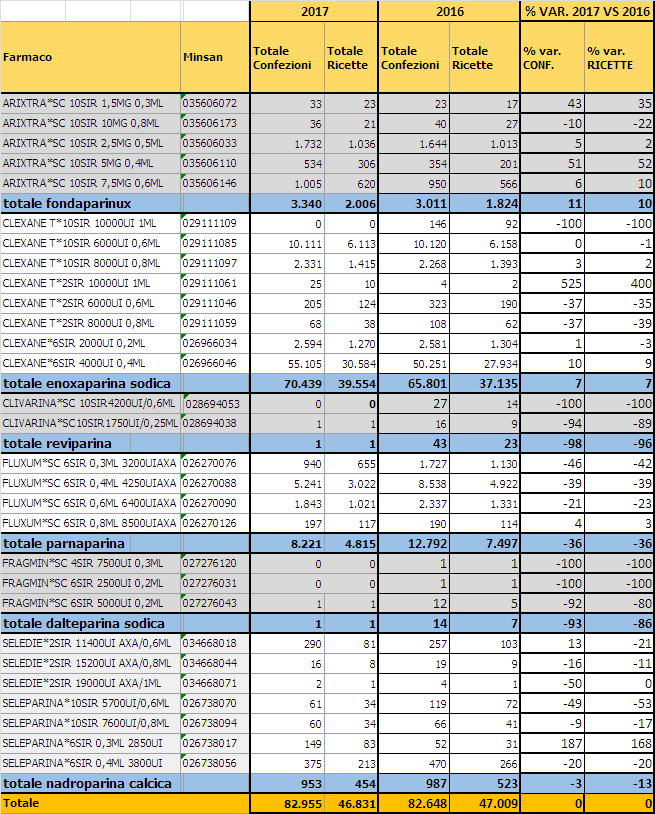 2017 2016 % VAR. 2017 VS 2016
Farmaco Minsan Totale Confezioni Totale Ricette Totale Confezioni Totale Ricette % var. CONF. % var. RICETTE
ARIXTRA*SC 10SIR 1,5MG 0,3ML 035606072 33 23 23 17 43 35
ARIXTRA*SC 10SIR 10MG 0,8ML 035606173 36 21 40 27 -10 -22
ARIXTRA*SC 10SIR 2,5MG 0,5ML 035606033 1.732 1.036 1.644 1.013 5 2
ARIXTRA*SC 10SIR 5MG 0,4ML 035606110 534 306 354 201 51 52
ARIXTRA*SC 10SIR 7,5MG 0,6ML 035606146 1.005 620 950 566 6 10
totale fondaparinux 3.340 2.006 3.011 1.824 11 10
CLEXANE T*10SIR 10000UI 1ML 029111109 0 0 146 92 -100 -100
CLEXANE T*10SIR 6000UI 0,6ML 029111085 10.111 6.113 10.120 6.158 0 -1
CLEXANE T*10SIR 8000UI 0,8ML 029111097 2.331 1.415 2.268 1.393 3 2
CLEXANE T*2SIR 10000UI 1ML 029111061 25 10 4 2 525 400
CLEXANE T*2SIR 6000UI 0,6ML 029111046 205 124 323 190 -37 -35
CLEXANE T*2SIR 8000UI 0,8ML 029111059 68 38 108 62 -37 -39
CLEXANE*6SIR 2000UI 0,2ML 026966034 2.594 1.270 2.581 1.304 1 -3
CLEXANE*6SIR 4000UI 0,4ML 026966046 55.105 30.584 50.251 27.934 10 9
totale enoxaparina sodica 70.439 39.554 65.801 37.135 7 7
CLIVARINA*SC 10SIR4200UI/0,6ML 028694053 0 0 27 14 -100 -100
CLIVARINA*SC10SIR1750UI/0,25ML 028694038 1 1 16 9 -94 -89
totale reviparina 1 1 43 23 -98 -96
FLUXUM*SC 6SIR 0,3ML 3200UIAXA 026270076 940 655 1.727 1.130 -46 -42
FLUXUM*SC 6SIR 0,4ML 4250UIAXA 026270088 5.241 3.022 8.538 4.922 -39 -39
FLUXUM*SC 6SIR 0,6ML 6400UIAXA 026270090 1.843 1.021 2.337 1.331 -21 -23
FLUXUM*SC 6SIR 0,8ML 8500UIAXA 026270126 197 117 190 114 4 3
totale parnaparina 8.221 4.815 12.792 7.497 -36 -36
FRAGMIN*SC 4SIR 7500UI 0,3ML 027276120 0 0 1 1 -100 -100
FRAGMIN*SC 6SIR 2500UI 0,2ML 027276031 0 0 1 1 -100 -100
FRAGMIN*SC 6SIR 5000UI 0,2ML 027276043 1 1 12 5 -92 -80
totale dalteparina sodica 1 1 14 7 -93 -86
SELEDIE*2SIR 11400UI AXA/0,6ML 034668018 290 81 257 103 13 -21
SELEDIE*2SIR 15200UI AXA/0,8ML 034668044 16 8 19 9 -16 -11
SELEDIE*2SIR 19000UI AXA/1ML 034668071 2 1 4 1 -50 0
SELEPARINA*10SIR 5700UI/0,6ML 026738070 61 34 119 72 -49 -53
SELEPARINA*10SIR 7600UI/0,8ML 026738094 60 34 66 41 -9 -17
SELEPARINA*6SIR 0,3ML 2850UI 026738017 149 83 52 31 187 168
SELEPARINA*6SIR 0,4ML 3800UI 026738056 375 213 470 266 -20 -20
totale nadroparina calcica 953 454 987 523 -3 -13
Totale 82.955 46.831 82.648 47.009 0 0